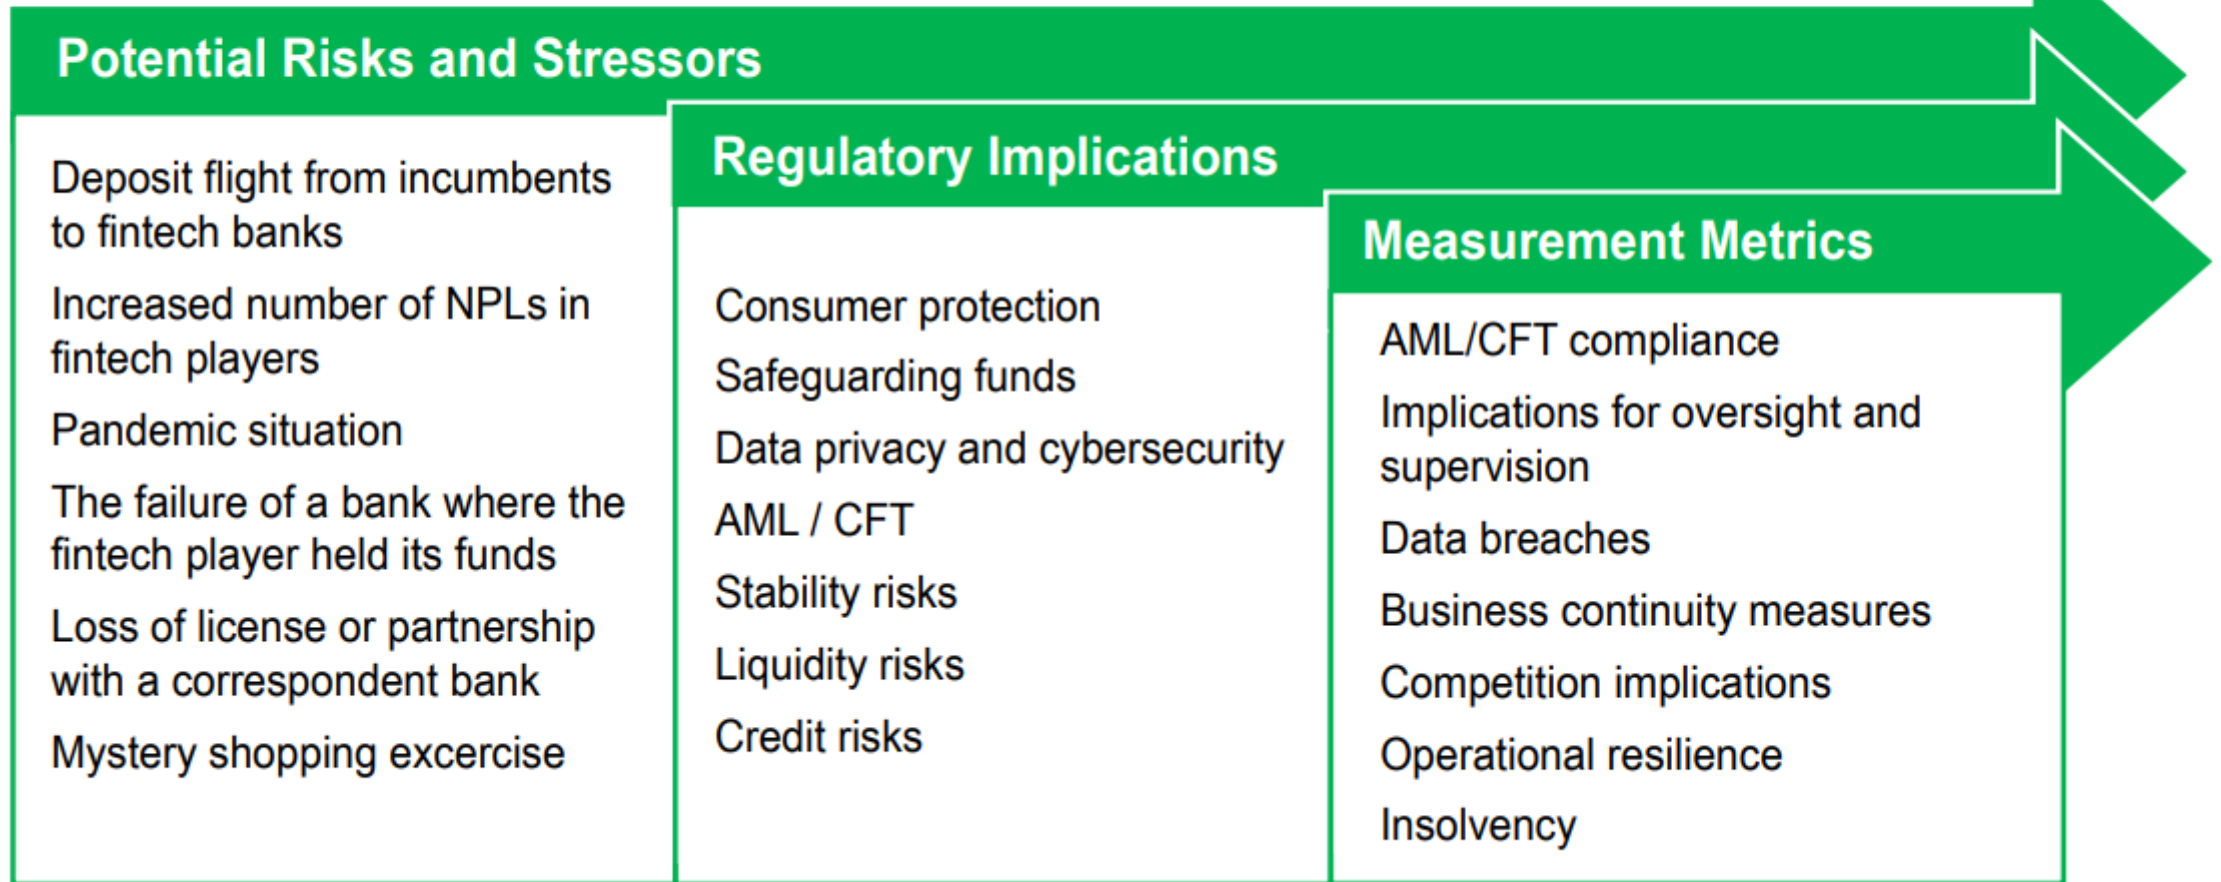 Potential Risks and Stressors
Deposit flight from incumbents
to fintech banks
Increased number of NPLs in
fintech players
Pandemic situation
The failure of a bank where the
fintech player held its funds
Loss of license or partnership
with a correspondent bank
Mystery shopping excercise
Regulatory Implications
Consumer protection
Safeguarding funds
Data privacy and cybersecurity
AML / CFT
Stability risks
Liquidity risks
Credit risks
Measurement Metrics
AML/CFT compliance
Implications for oversight and
supervision
Data breaches
Business continuity measures
Competition implications
Operational resilience
Insolvency